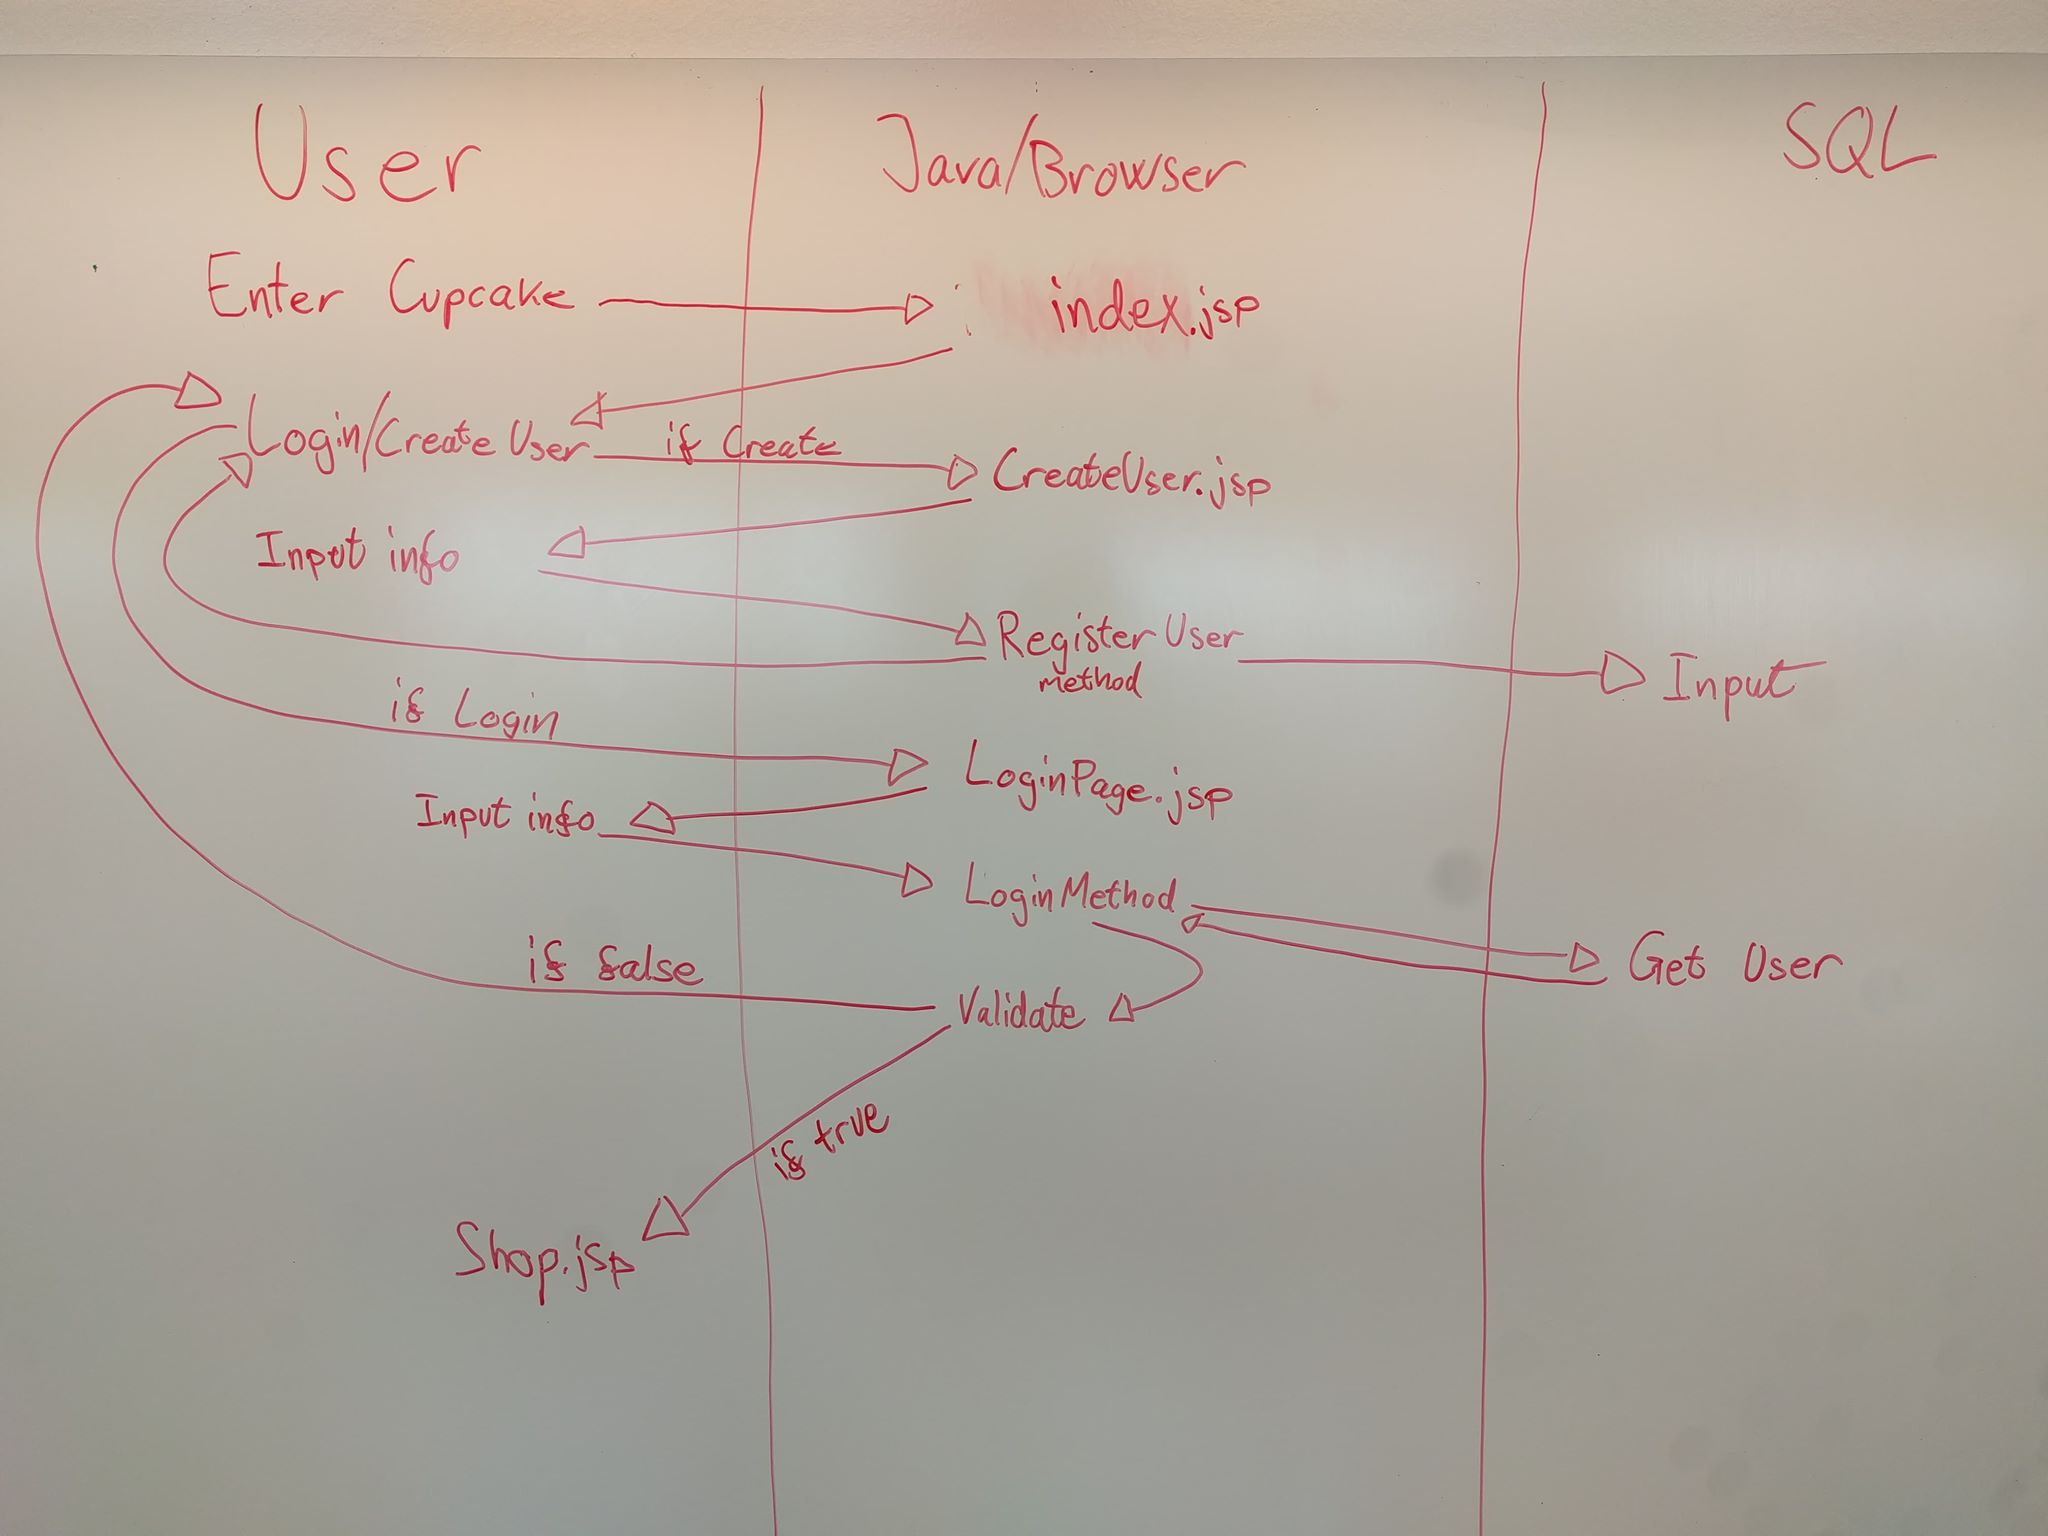 User
Java/Browser
SQL
Enter Cupcake
index.jsp
Login/Create User
if Create
CreateUser.jsp
Input info
Register User
method
Input
if Login
LoginPage.jsp
Input info
LoginMethod
Get User
if false
Validate
if true
Shop.jsp